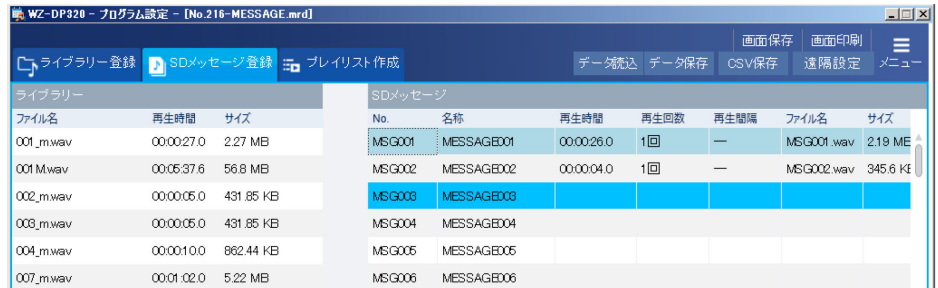 WZ-DP320 - プログラム設定 - [No.216-MESSAGE.mrd]
画面保存 画面印刷
ライブラリー登録 SDメッセージ登録 プレイリスト作成 データ読込 データ保存 CSV保存 遠隔設定 メニュー
ライブラリー SDメッセージ
ファイル名 再生時間 サイズ No. 名称 再生時間 再生回数 再生間隔 ファイル名 サイズ
001_m.wav 00:00:27.0 2.27 MB MSG001 MESSAGE001 00:00:26.0 1回 — MSG001.wav 2.19 ME
001M.wav 00:05:37.6 56.8 MB MSG002 MESSAGE002 00:00:04.0 1回 — MSG002.wav 345.6 KE
002_m.wav 00:00:05.0 431.85 KB MSG003 MESSAGE003
003_m.wav 00:00:05.0 431.85 KB MSG004 MESSAGE004
004_m.wav 00:00:10.0 862.44 KB MSG005 MESSAGE005
007_m.wav 00:01:02.0 5.22 MB MSG006 MESSAGE006